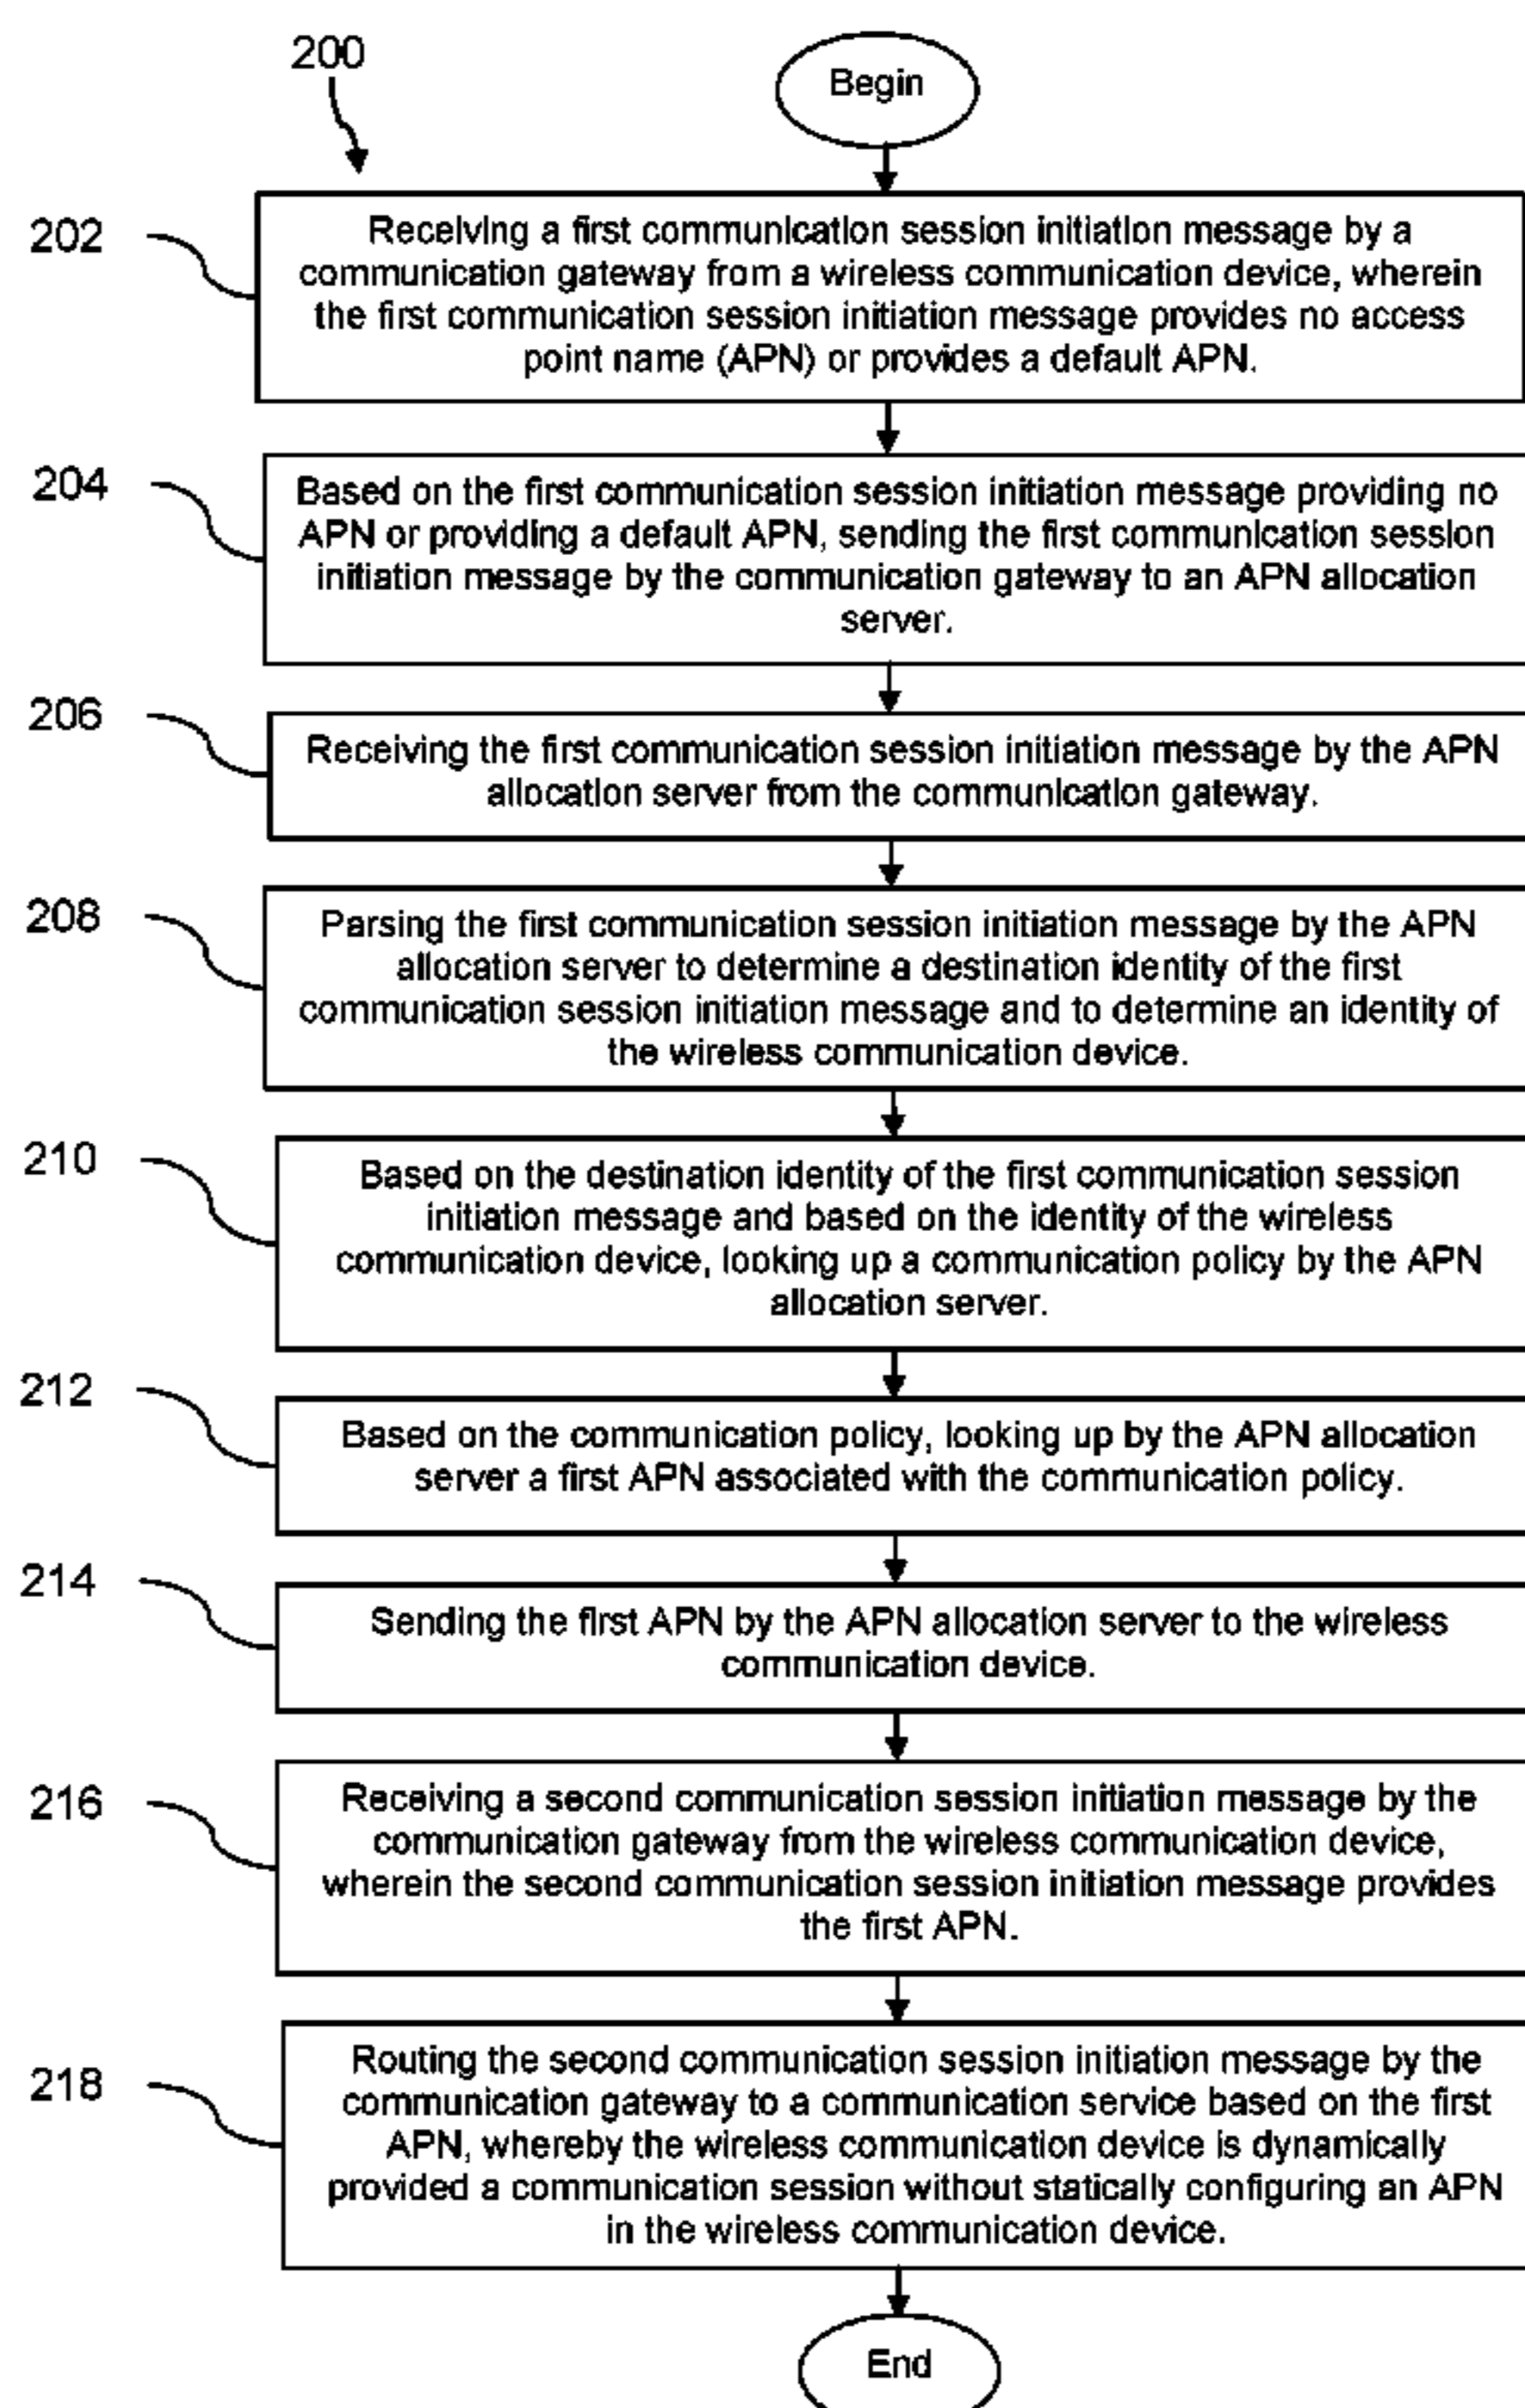 200
Begin
202
Receiving a first communication session initiation message by a
communication gateway from a wireless communication device, wherein
the first communication session initiation message provides no access
point name (APN) or provides a default APN.
204
Based on the first communication session initiation message providing no
APN or providing a default APN, sending the first communication session
initiation message by the communication gateway to an APN allocation
server.
206
Receiving the first communication session initiation message by the APN
allocation server from the communication gateway.
208
Parsing the first communication session initiation message by the APN
allocation server to determine a destination identity of the first
communication session initiation message and to determine an identity of
the wireless communication device.
210
Based on the destination identity of the first communication session
initiation message and based on the identity of the wireless
communication device, looking up a communication policy by the APN
allocation server.
212
Based on the communication policy, looking up by the APN allocation
server a first APN associated with the communication policy.
214
Sending the first APN by the APN allocation server to the wireless
communication device.
216
Receiving a second communication session initiation message by the
communication gateway from the wireless communication device,
wherein the second communication session initiation message provides
the first APN.
218
Routing the second communication session initiation message by the
communication gateway to a communication service based on the first
APN, whereby the wireless communication device is dynamically
provided a communication session without statically configuring an APN
in the wireless communication device.
End